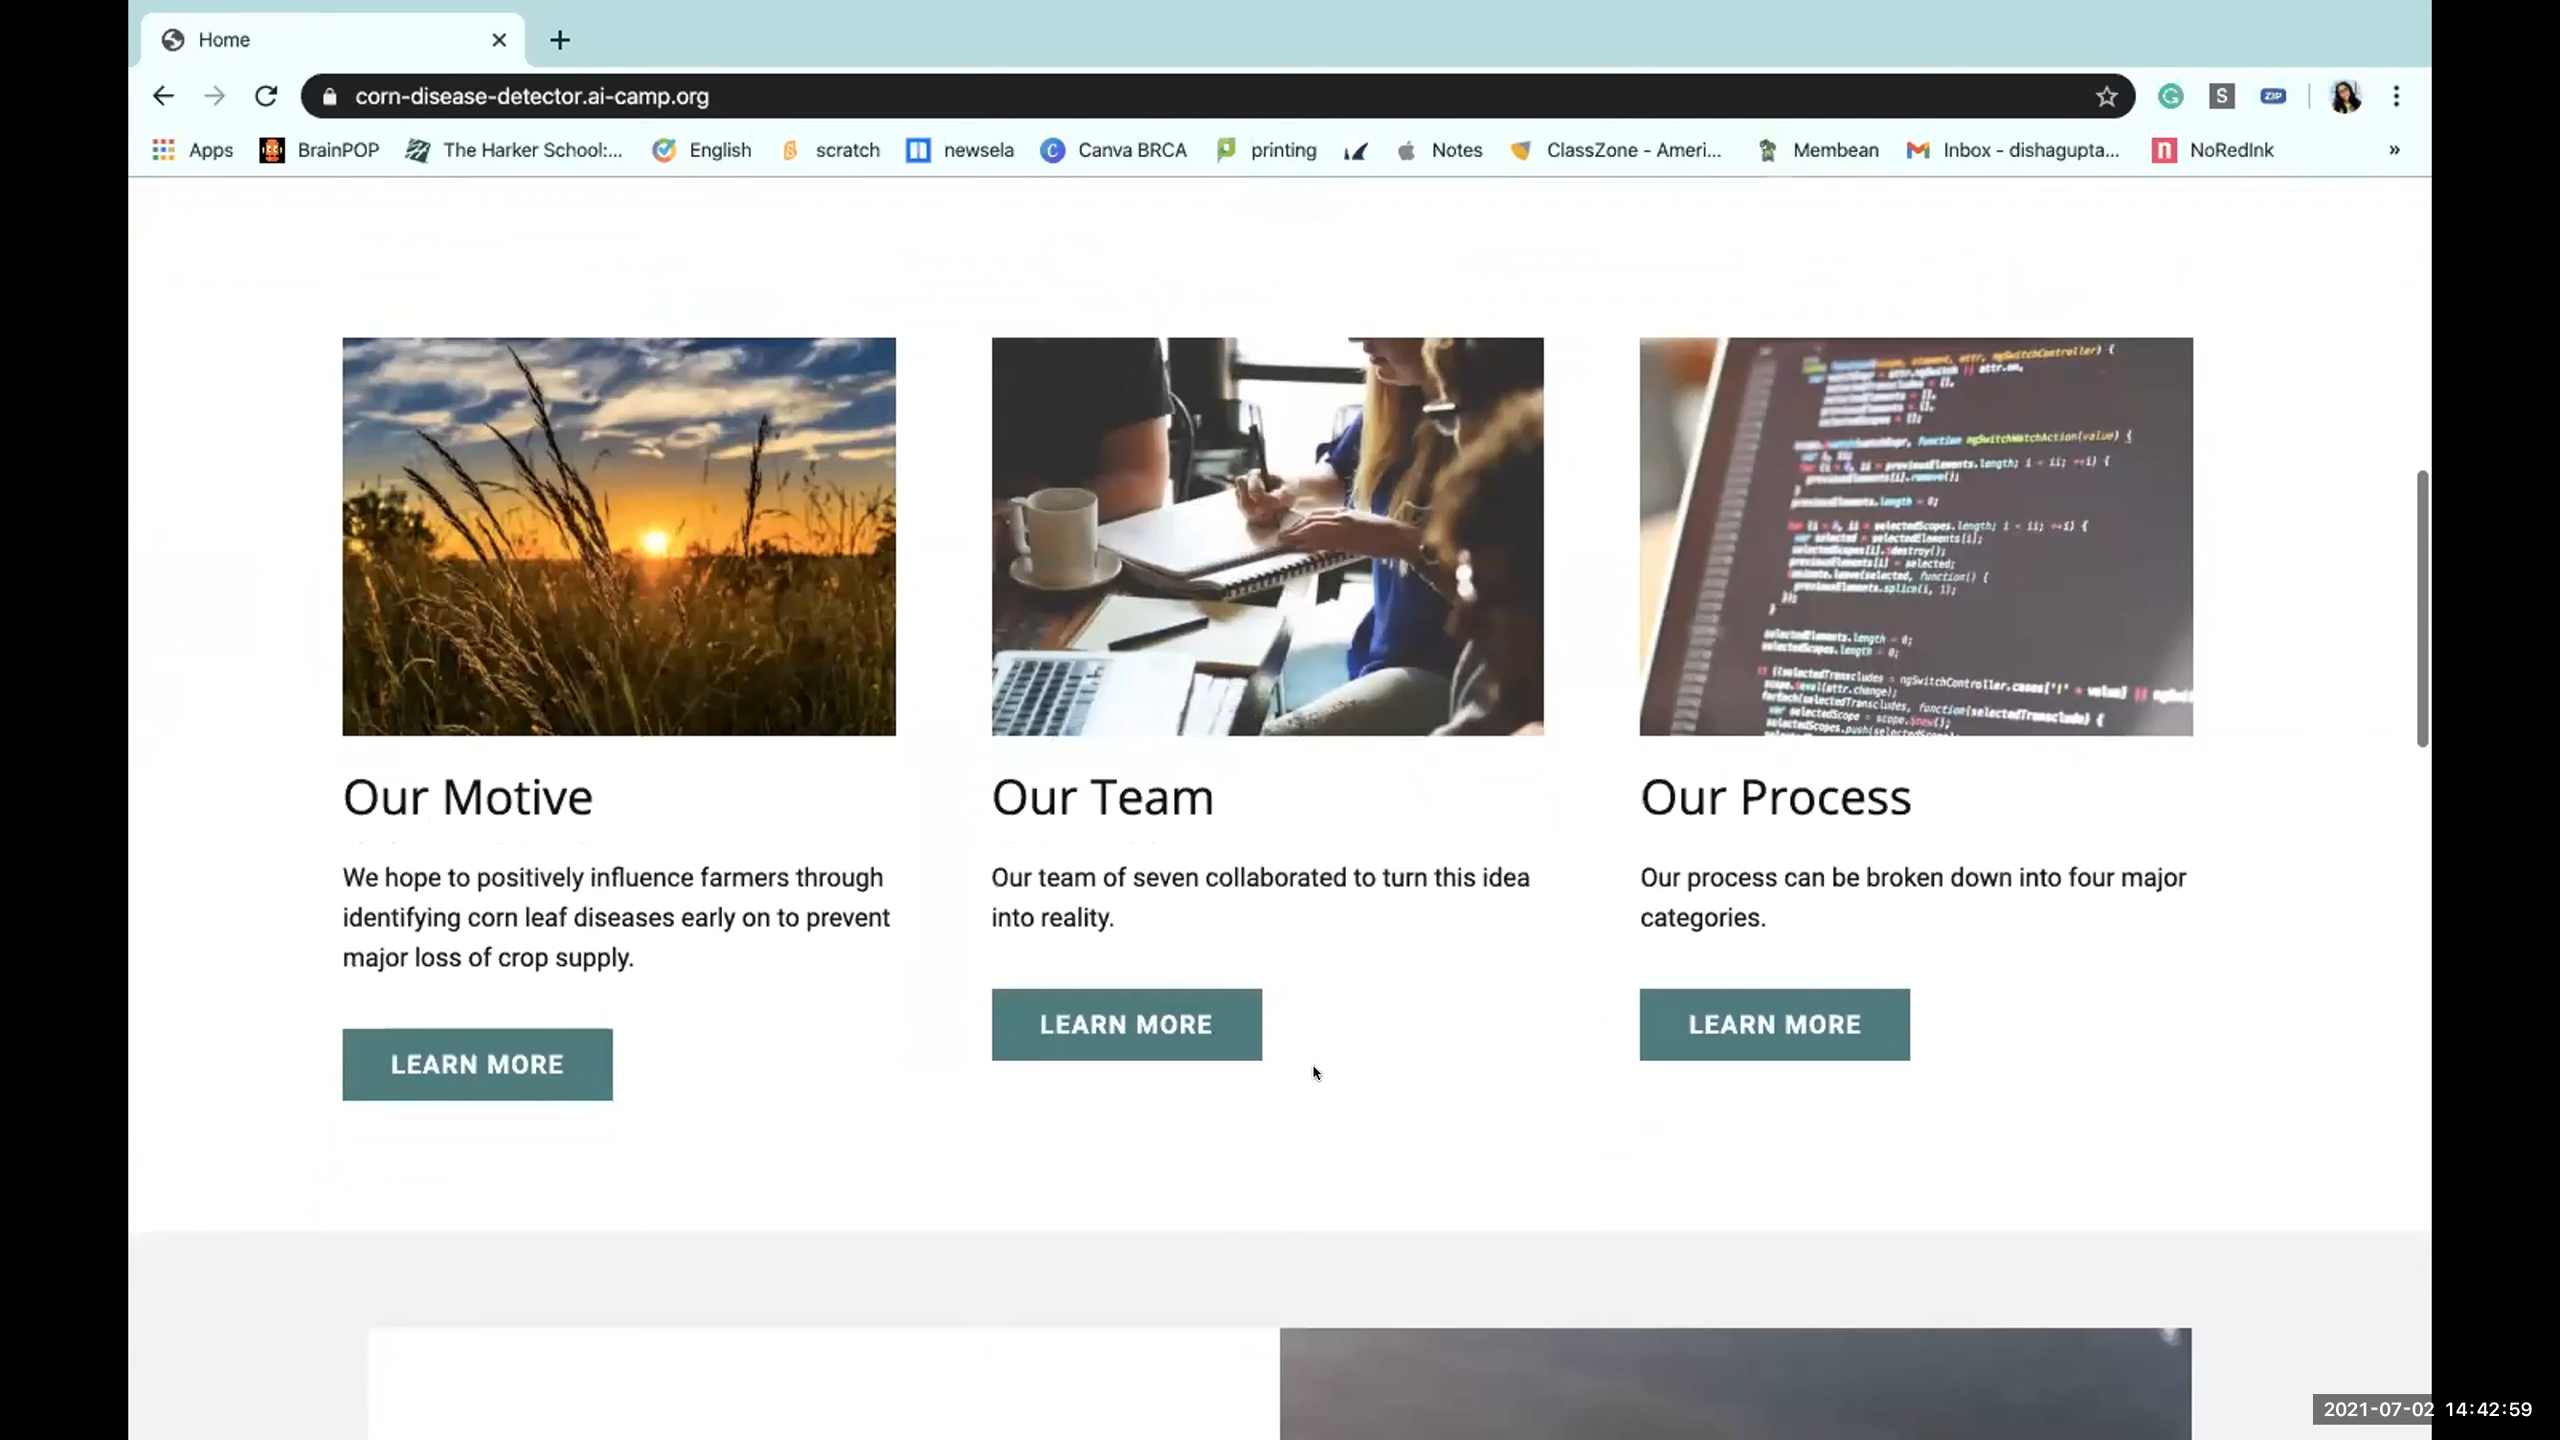 Home
corn-disease-detector.ai-camp.org
S
ZIP
Apps
BrainPOP
The Harker School:...
English
scratch
newsela
Canva BRCA
printing
Notes
ClassZone - Ameri...
Membean
Inbox - dishagupta...
NoRedInk
»
Our Motive
We hope to positively influence farmers through
identifying corn leaf diseases early on to prevent
major loss of crop supply.
LEARN MORE
Our Team
Our team of seven collaborated to turn this idea
into reality.
LEARN MORE
Our Process
Our process can be broken down into four major
categories.
LEARN MORE
2021-07-02 14:42:59